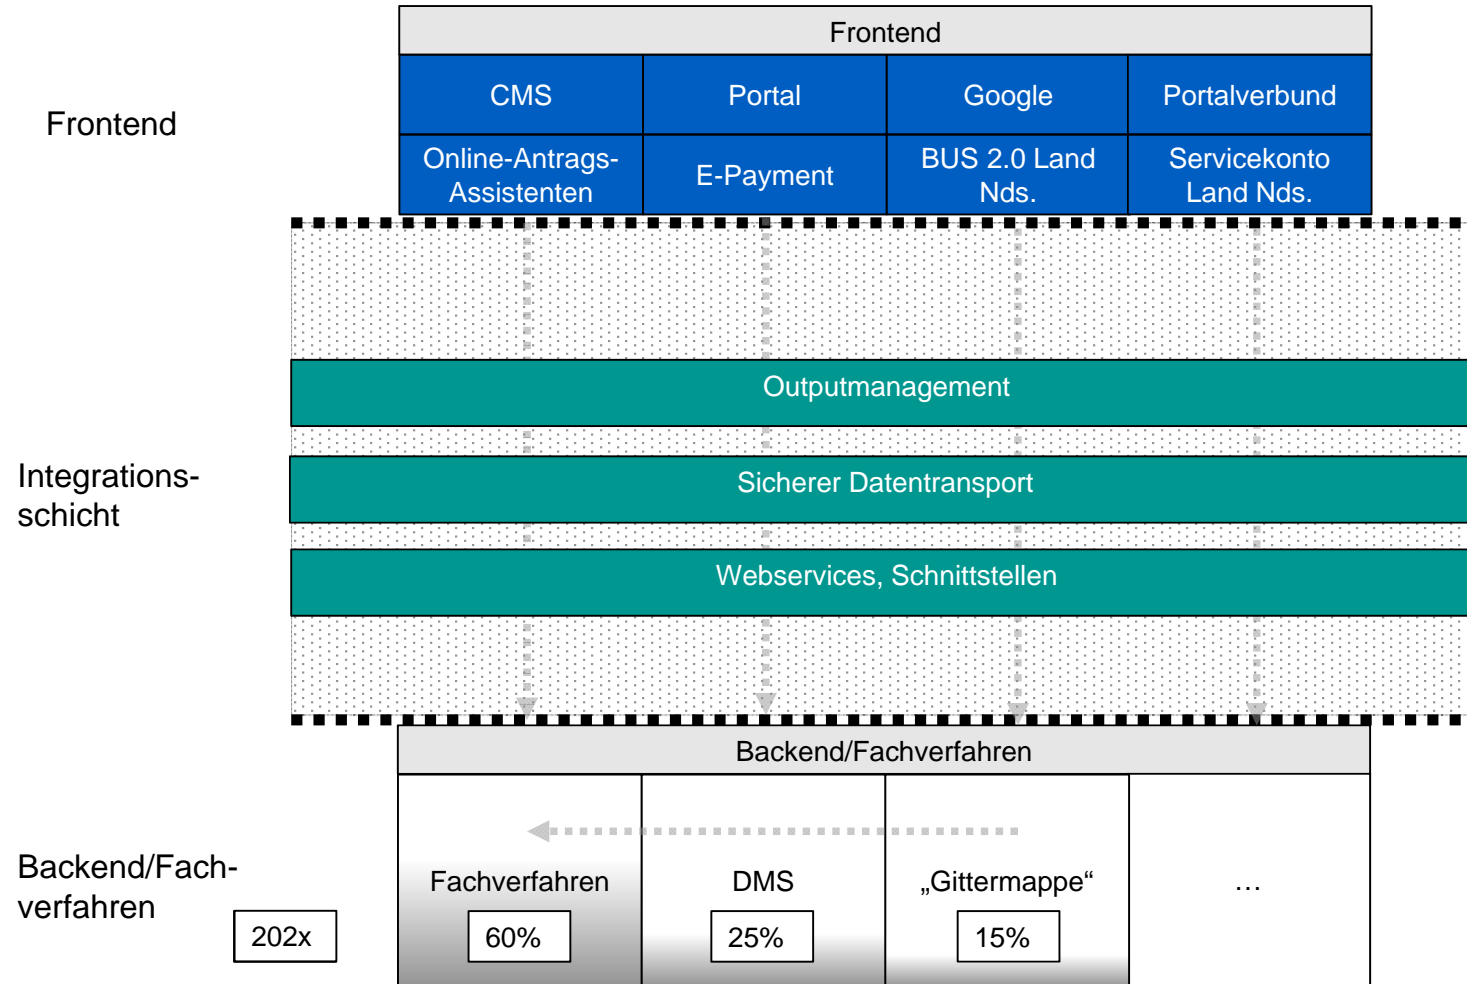 Frontend
Frontend
CMS
Portal
Google
Portalverbund
Online-Antrags-
Assistenten
E-Payment
BUS 2.0 Land
Nds.
Servicekonto
Land Nds.
Integrations-
schicht
Outputmanagement
Sicherer Datentransport
Webservices, Schnittstellen
Backend/Fachverfahren
Backend/Fach-
verfahren
Fachverfahren
DMS
„Gittermappe“
…
202x
60%
25%
15%